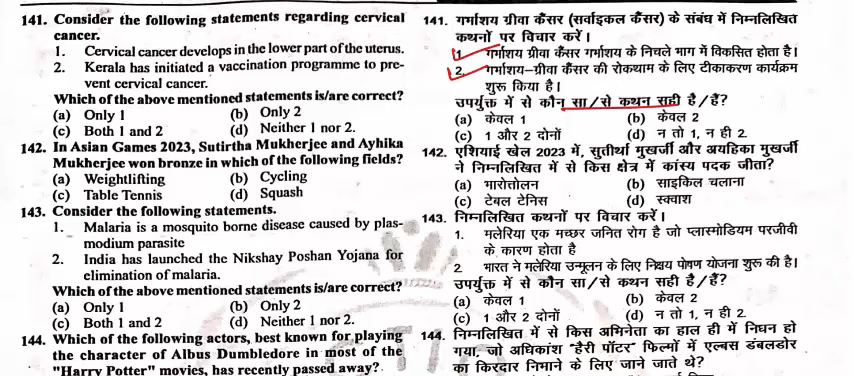 141. Consider the following statements regarding cervical
cancer.
1. Cervical cancer develops in the lower part of the uterus.
2. Kerala has initiated a vaccination programme to pre-
vent cervical cancer.
Which of the above mentioned statements is/are correct?
(a) Only 1 (b) Only 2
(c) Both 1 and 2 (d) Neither 1 nor 2.
142. In Asian Games 2023, Sutirtha Mukherjee and Ayhika
Mukherjee won bronze in which of the following fields?
(a) Weightlifting (b) Cycling
(c) Table Tennis (d) Squash
143. Consider the following statements.
1. Malaria is a mosquito borne disease caused by plas-
modium parasite
2. India has launched the Nikshay Poshan Yojana for
elimination of malaria.
Which of the above mentioned statements is/are correct?
(a) Only 1 (b) Only 2
(c) Both 1 and 2 (d) Neither 1 nor 2.
144. Which of the following actors, best known for playing
the character of Albus Dumbledore in most of the
"Harry Potter" movies, has recently passed away?
141. गर्भाशय ग्रीवा कैंसर (सर्वाइकल कैंसर) के संबंध में निम्नलिखित
कथनों पर विचार करें।
1. गर्भाशय ग्रीवा कैंसर गर्भाशय के निचले भाग में विकसित होता है।
2. गर्भाशय–ग्रीवा कैंसर की रोकथाम के लिए टीकाकरण कार्यक्रम
शुरू किया है।
उपर्युक्त में से कौन सा/से कथन सही है/हैं?
(a) केवल 1 (b) केवल 2
(c) 1 और 2 दोनों (d) न तो 1, न ही 2
142. एशियाई खेल 2023 में, सुतीर्था मुखर्जी और अयहिका मुखर्जी
ने निम्नलिखित में से किस क्षेत्र में कांस्य पदक जीता?
(a) भारोत्तोलन (b) साइकिल चलाना
(c) टेबल टेनिस (d) स्क्वाश
143. निम्नलिखित कथनों पर विचार करें।
1. मलेरिया एक मच्छर जनित रोग है जो प्लास्मोडियम परजीवी
के कारण होता है
2 भारत ने मलेरिया उन्मूलन के लिए निक्षय पोषण योजना शुरू की है।
उपर्युक्त में से कौन सा/से कथन सही है/हैं?
(a) केवल 1 (b) केवल 2
(c) 1 और 2 दोनों (d) न तो 1, न ही 2
144. निम्नलिखित में से किस अभिनेता का हाल ही में निधन हो
गया, जो अधिकांश "हैरी पॉटर" फिल्मों में एल्बस डंबलडोर
का किरदार निभाने के लिए जाने जाते थे?